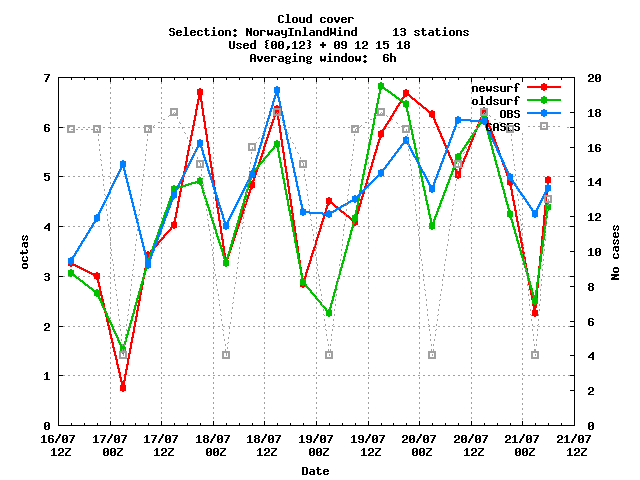 Cloud cover
Selection: NorwayInlandWind 13 stations
Used {00,12} + 09 12 15 18
Averaging window: 6h
7 20
newsurf
oldsurf
18
OBS
6 CASES
16
5
14
12
4
octas
No cases
10
3
8
6
2
4
1
2
0 0
16/07 17/07 17/07 18/07 18/07 19/07 19/07 20/07 20/07 21/07 21/07
12Z 00Z 12Z 00Z 12Z 00Z 12Z 00Z 12Z 00Z 12Z
Date